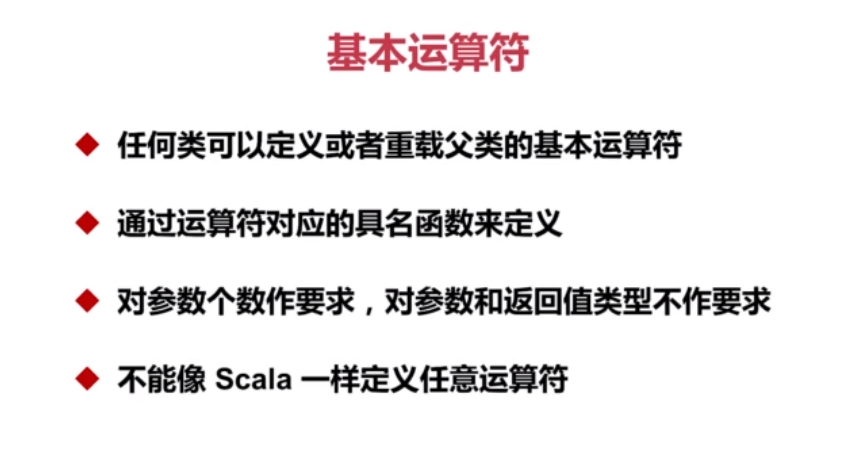 基本运算符
◆ 任何类可以定义或者重载父类的基本运算符
◆ 通过运算符对应的具名函数来定义
◆ 对参数个数作要求，对参数和返回值类型不作要求
◆ 不能像 Scala 一样定义任意运算符